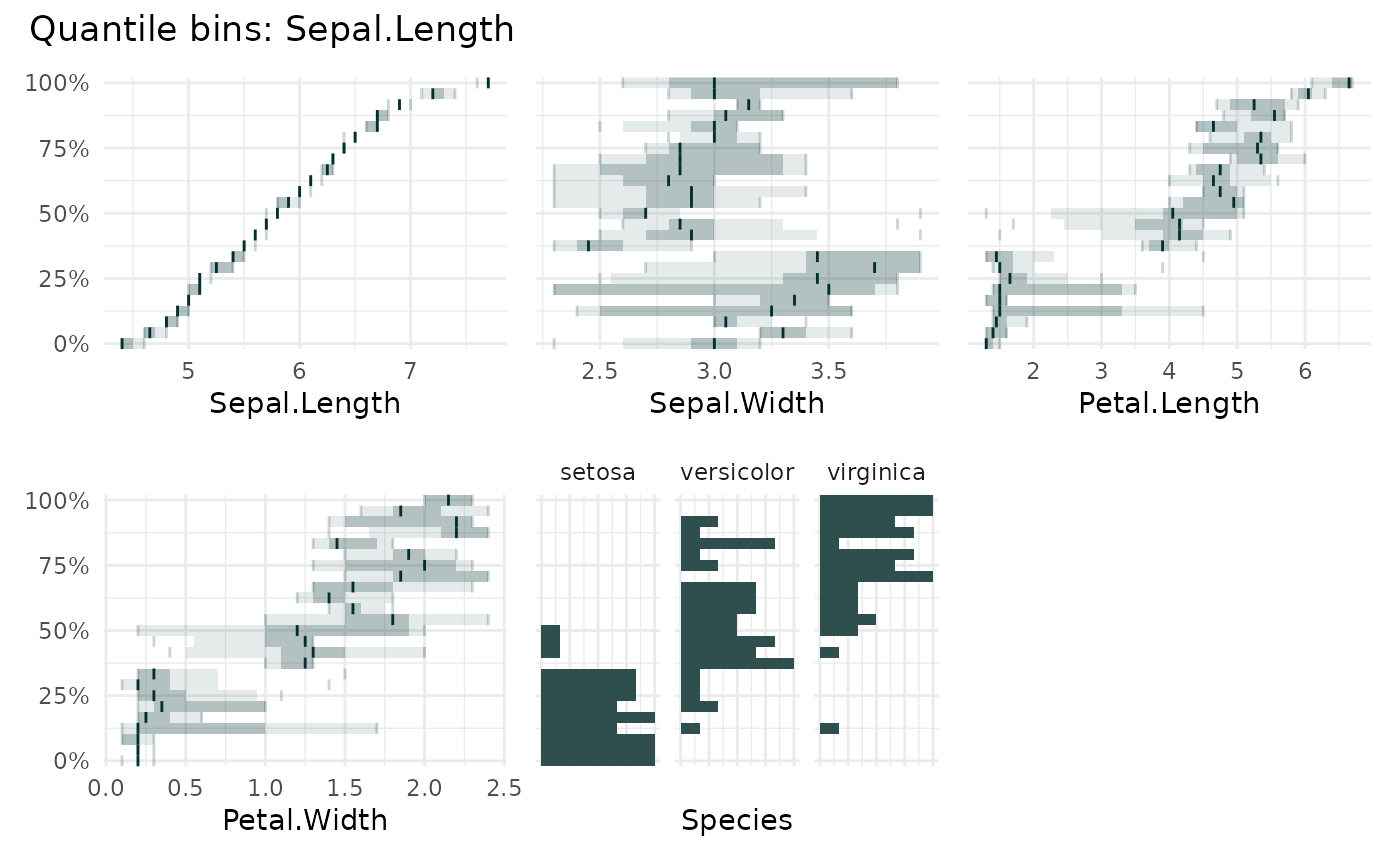 Quantile bins: Sepal.Length
100%
75%
50%
25%
0%
5 6 7
2.5 3.0 3.5
2 3 4 5 6
Sepal.Length
Sepal.Width
Petal.Length
setosa
versicolor
virginica
100%
75%
50%
25%
0%
0.0 0.5 1.0 1.5 2.0 2.5
Petal.Width
Species